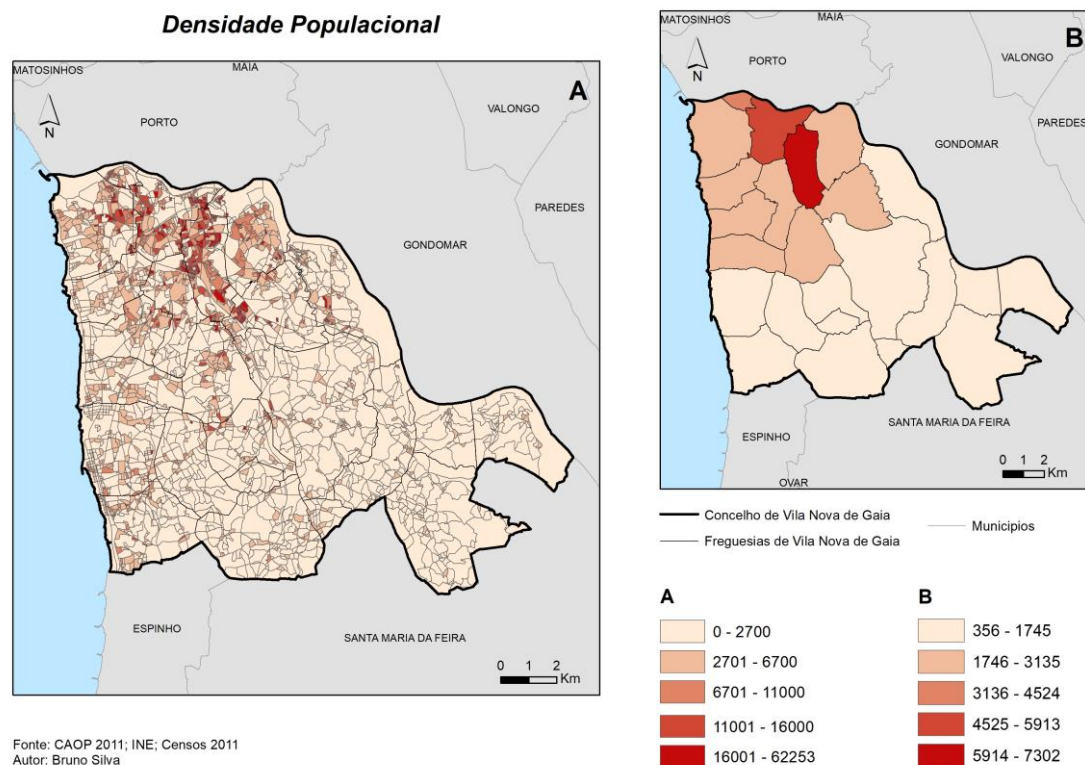 Densidade Populacional
A
MATOSINHOS
MAIA
VALONGO
N
PORTO
PAREDES
GONDOMAR
ESPINHO
SANTA MARIA DA FEIRA
0 1 2
Km
Fonte: CAOP 2011; INE; Censos 2011
Autor: Bruno Silva
B
MATOSINHOS
MAIA
PORTO
VALONGO
N
PAREDES
GONDOMAR
SANTA MARIA DA FEIRA
ESPINHO
OVAR
0 1 2
Km
Concelho de Vila Nova de Gaia
Freguesias de Vila Nova de Gaia
Municipios
A
0 - 2700
2701 - 6700
6701 - 11000
11001 - 16000
16001 - 62253
B
356 - 1745
1746 - 3135
3136 - 4524
4525 - 5913
5914 - 7302